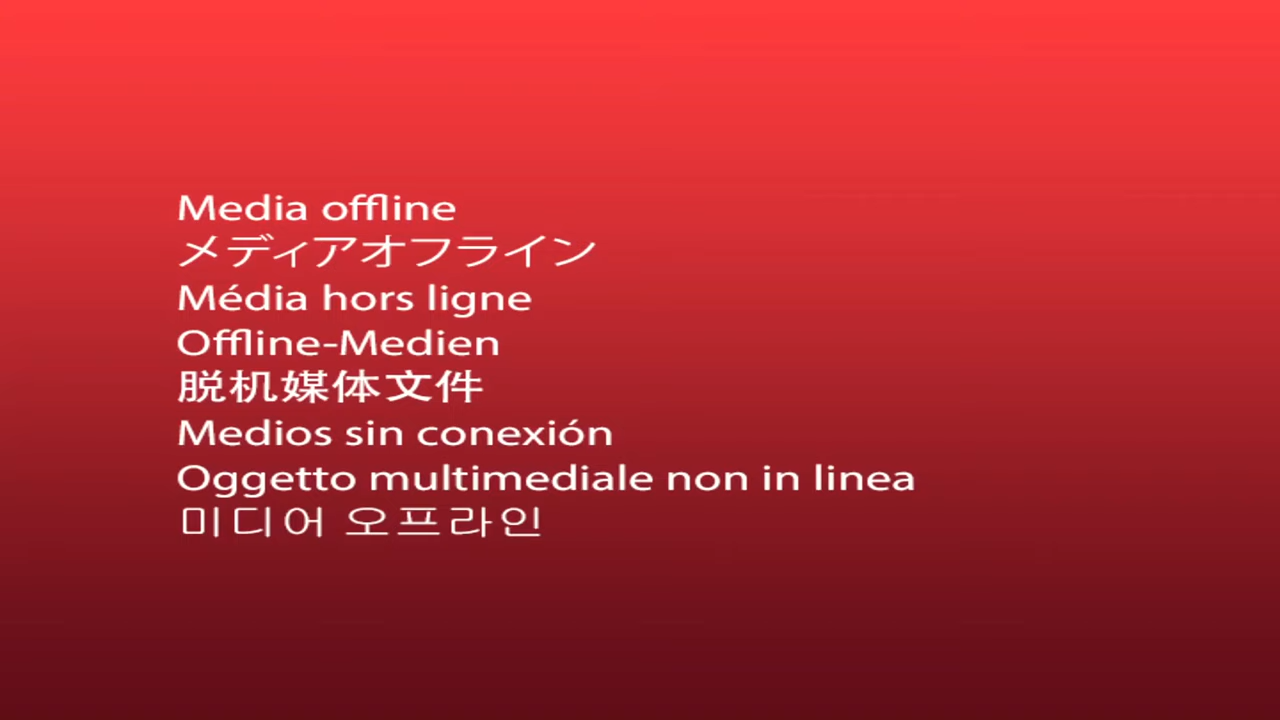 Media offline
メディアオフライン
Média hors ligne
Offline-Medien
脱机媒体文件
Medios sin conexión
Oggetto multimediale non in linea
미디어 오프라인